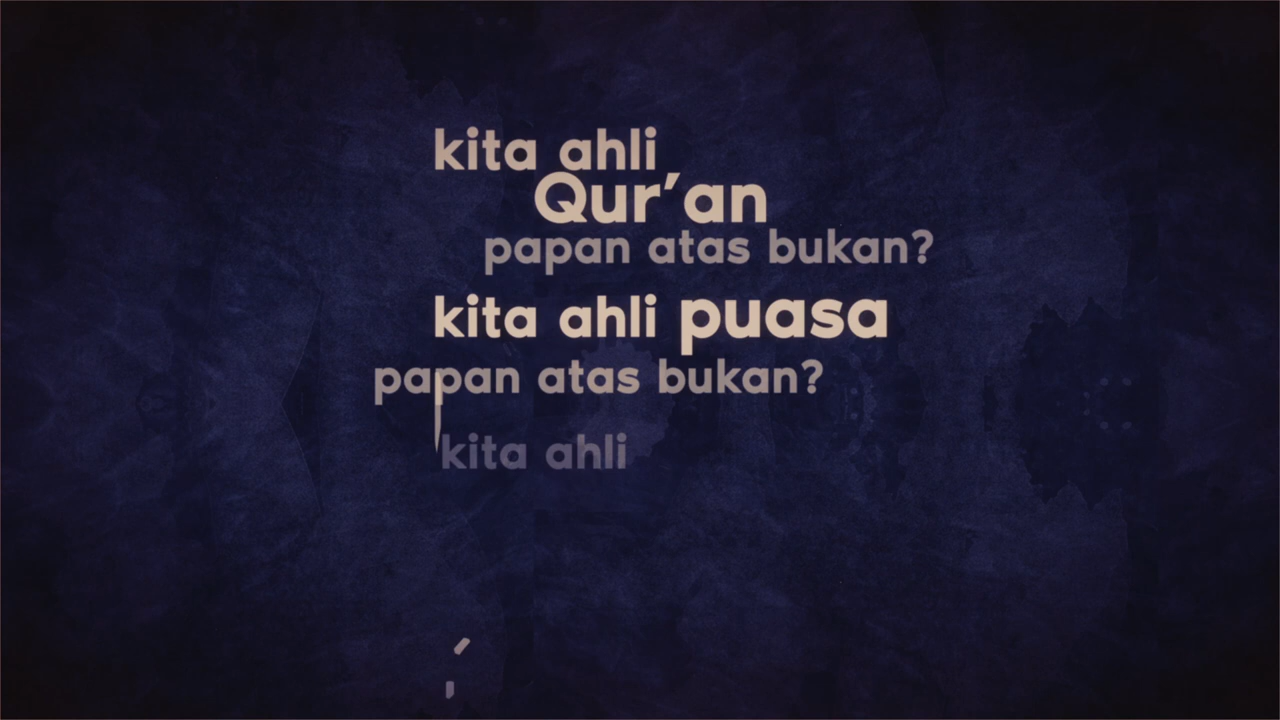 kita ahli
Qur’an
papan atas bukan?
kita ahli puasa
papan atas bukan?
kita ahli